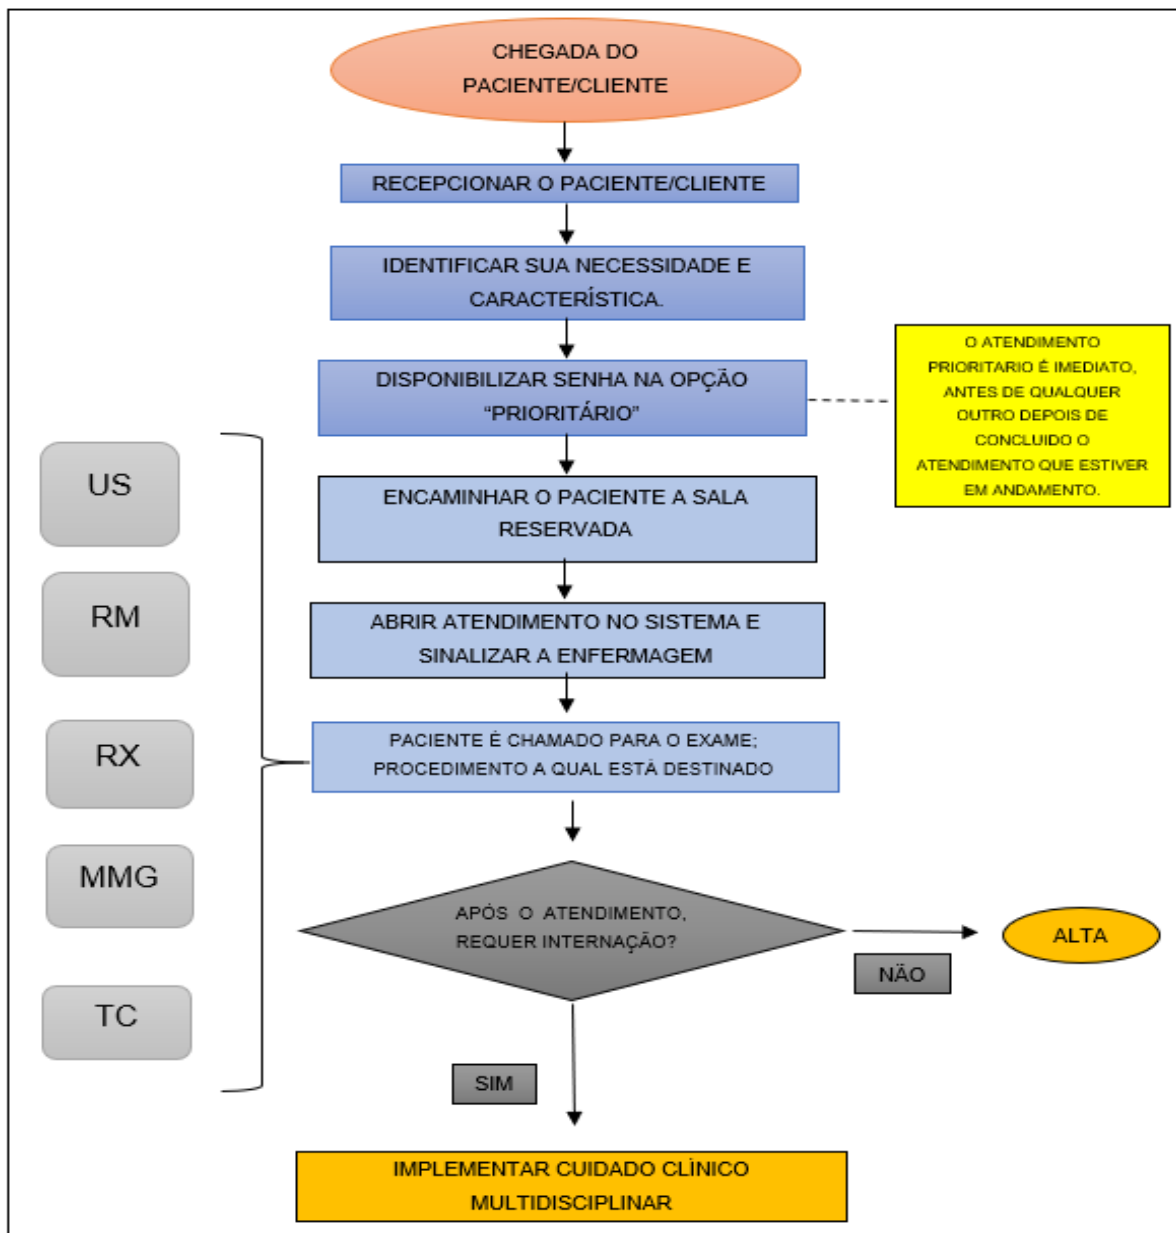 CHEGADA DO
PACIENTE/CLIENTE
RECEPCIONAR O PACIENTE/CLIENTE
IDENTIFICAR SUA NECESSIDADE E
CARACTERÍSTICA.
DISPONIBILIZAR SENHA NA OPÇÃO
“PRIORITÁRIO”
O ATENDIMENTO
PRIORITARIO É IMEDIATO,
ANTES DE QUALQUER
OUTRO DEPOIS DE
CONCLUIDO O
ATENDIMENTO QUE ESTIVER
EM ANDAMENTO.
ENCAMINHAR O PACIENTE A SALA
RESERVADA
ABRIR ATENDIMENTO NO SISTEMA E
SINALIZAR A ENFERMAGEM
PACIENTE É CHAMADO PARA O EXAME;
PROCEDIMENTO A QUAL ESTÁ DESTINADO
US
RM
RX
MMG
TC
APÓS O ATENDIMENTO,
REQUER INTERNAÇÃO?
NÃO
ALTA
SIM
IMPLEMENTAR CUIDADO CLÍNICO
MULTIDISCIPLINAR